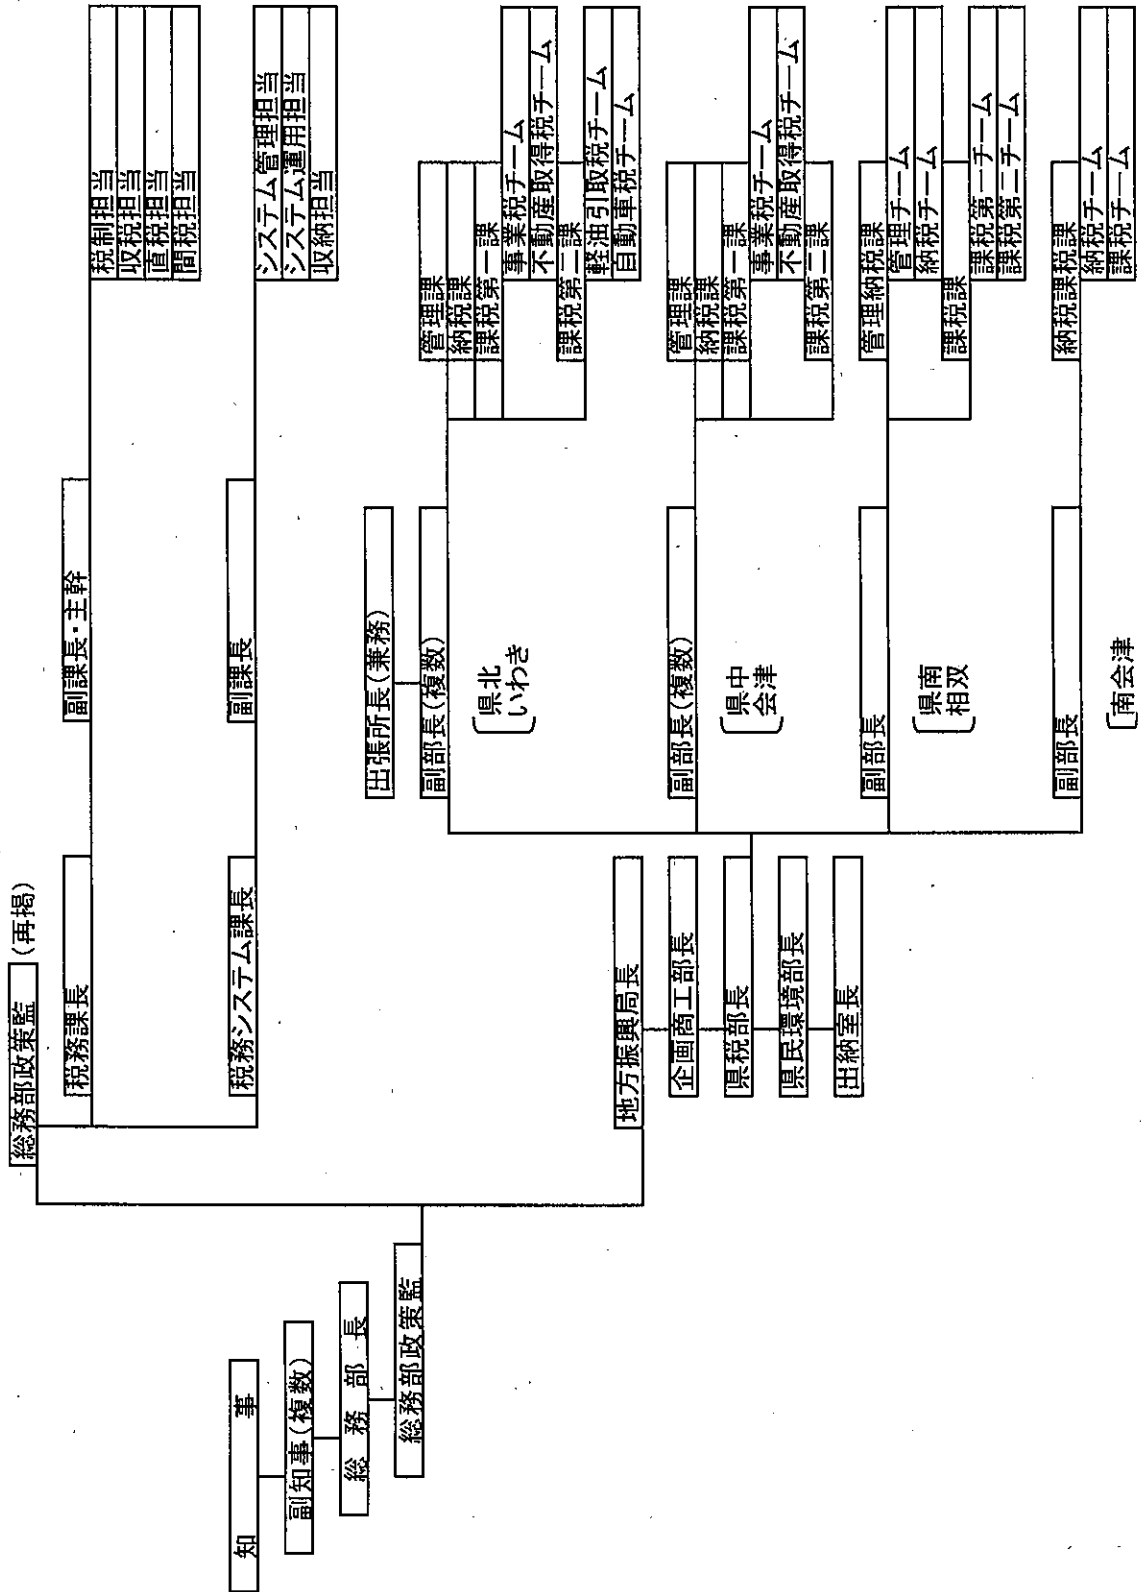 知　事
副知事(複数)
総　務　部　長
総務部政策監
総務部政策監
(再掲)
税務課長
副課長・主幹
税制担当
収税担当
直税担当
間税担当
税務システム課長
副課長
システム管理担当
システム運用担当
収納担当
地方振興局長
企画商工部長
県税部長
県民環境部長
出納室長
出張所長(兼務)
副部長(複数)
県北
いわき
管理課
納税課
課税第一課
事業税チーム
不動産取得税チーム
課税第二課
軽油引取税チーム
自動車税チーム
副部長(複数)
県中
会津
管理課
納税課
課税第一課
事業税チーム
不動産取得税チーム
課税第二課
副部長
県南
相双
管理納税課
管理チーム
納税チーム
課税課
課税第一チーム
課税第二チーム
副部長
南会津
納税課税課
納税チーム
課税チーム